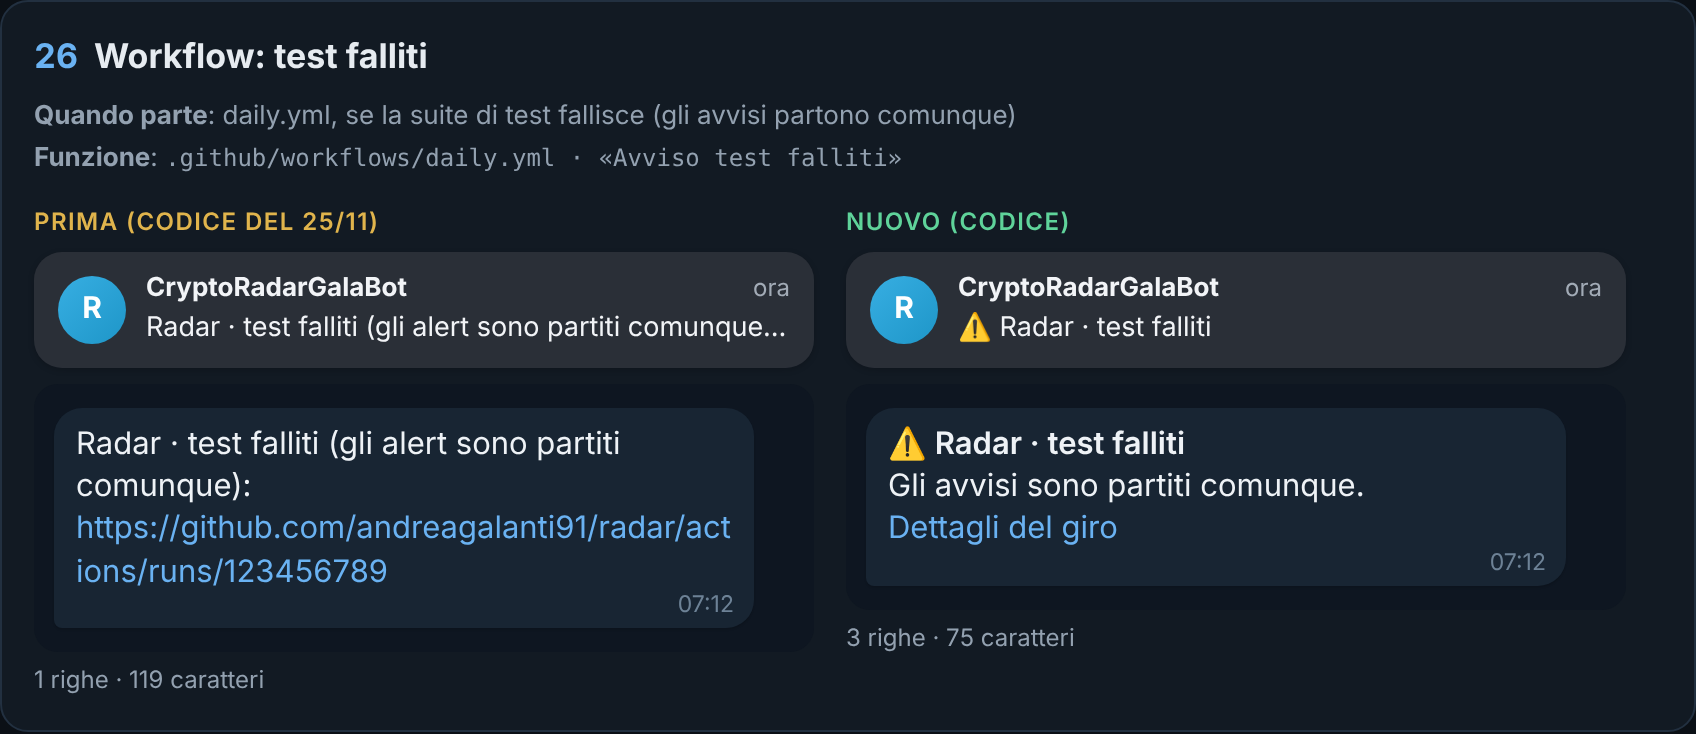 26 Workflow: test falliti
Quando parte: daily.yml, se la suite di test fallisce (gli avvisi partono comunque)
Funzione: .github/workflows/daily.yml · «Avviso test falliti»
PRIMA (CODICE DEL 25/11)
R
CryptoRadarGalaBot
ora
Radar · test falliti (gli alert sono partiti comunque...
Radar · test falliti (gli alert sono partiti
comunque):
https://github.com/andreagalanti91/radar/act
ions/runs/123456789
07:12
1 righe · 119 caratteri
NUOVO (CODICE)
R
CryptoRadarGalaBot
ora
⚠️ Radar · test falliti
⚠️ Radar · test falliti
Gli avvisi sono partiti comunque.
Dettagli del giro
07:12
3 righe · 75 caratteri